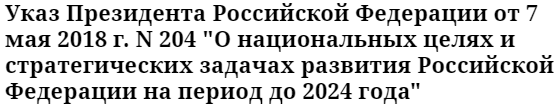 Указ Президента Российской Федерации от 7
мая 2018 г. N 204 "О национальных целях и
стратегических задачах развития Российской
Федерации на период до 2024 года"